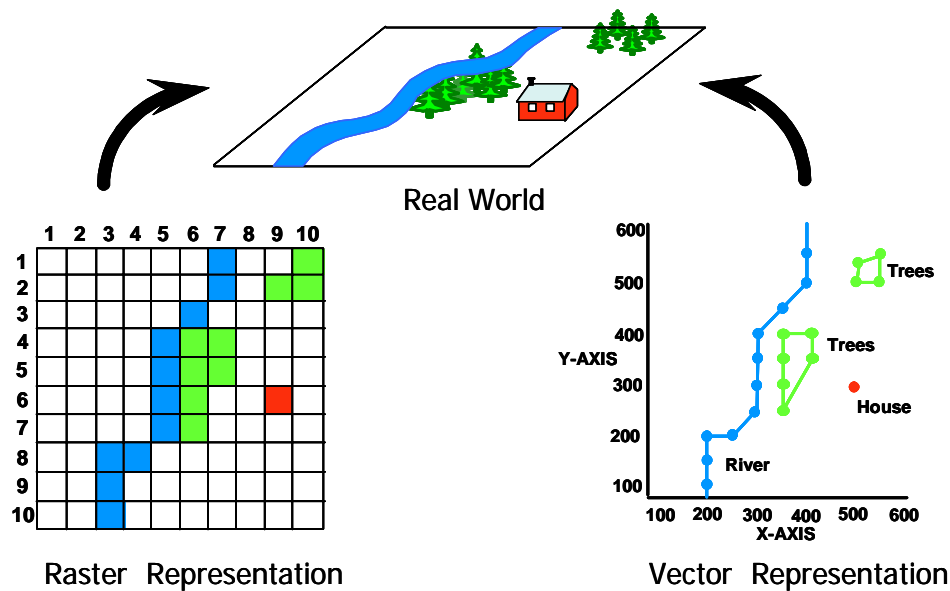 Real World
1 2 3 4 5 6 7 8 9 10
1
2
3
4
5
6
7
8
9
10
Raster Representation
600
500
400
300
200
100
Y-AXIS
Trees
Trees
House
River
100 200 300 400 500 600
X-AXIS
Vector Representation